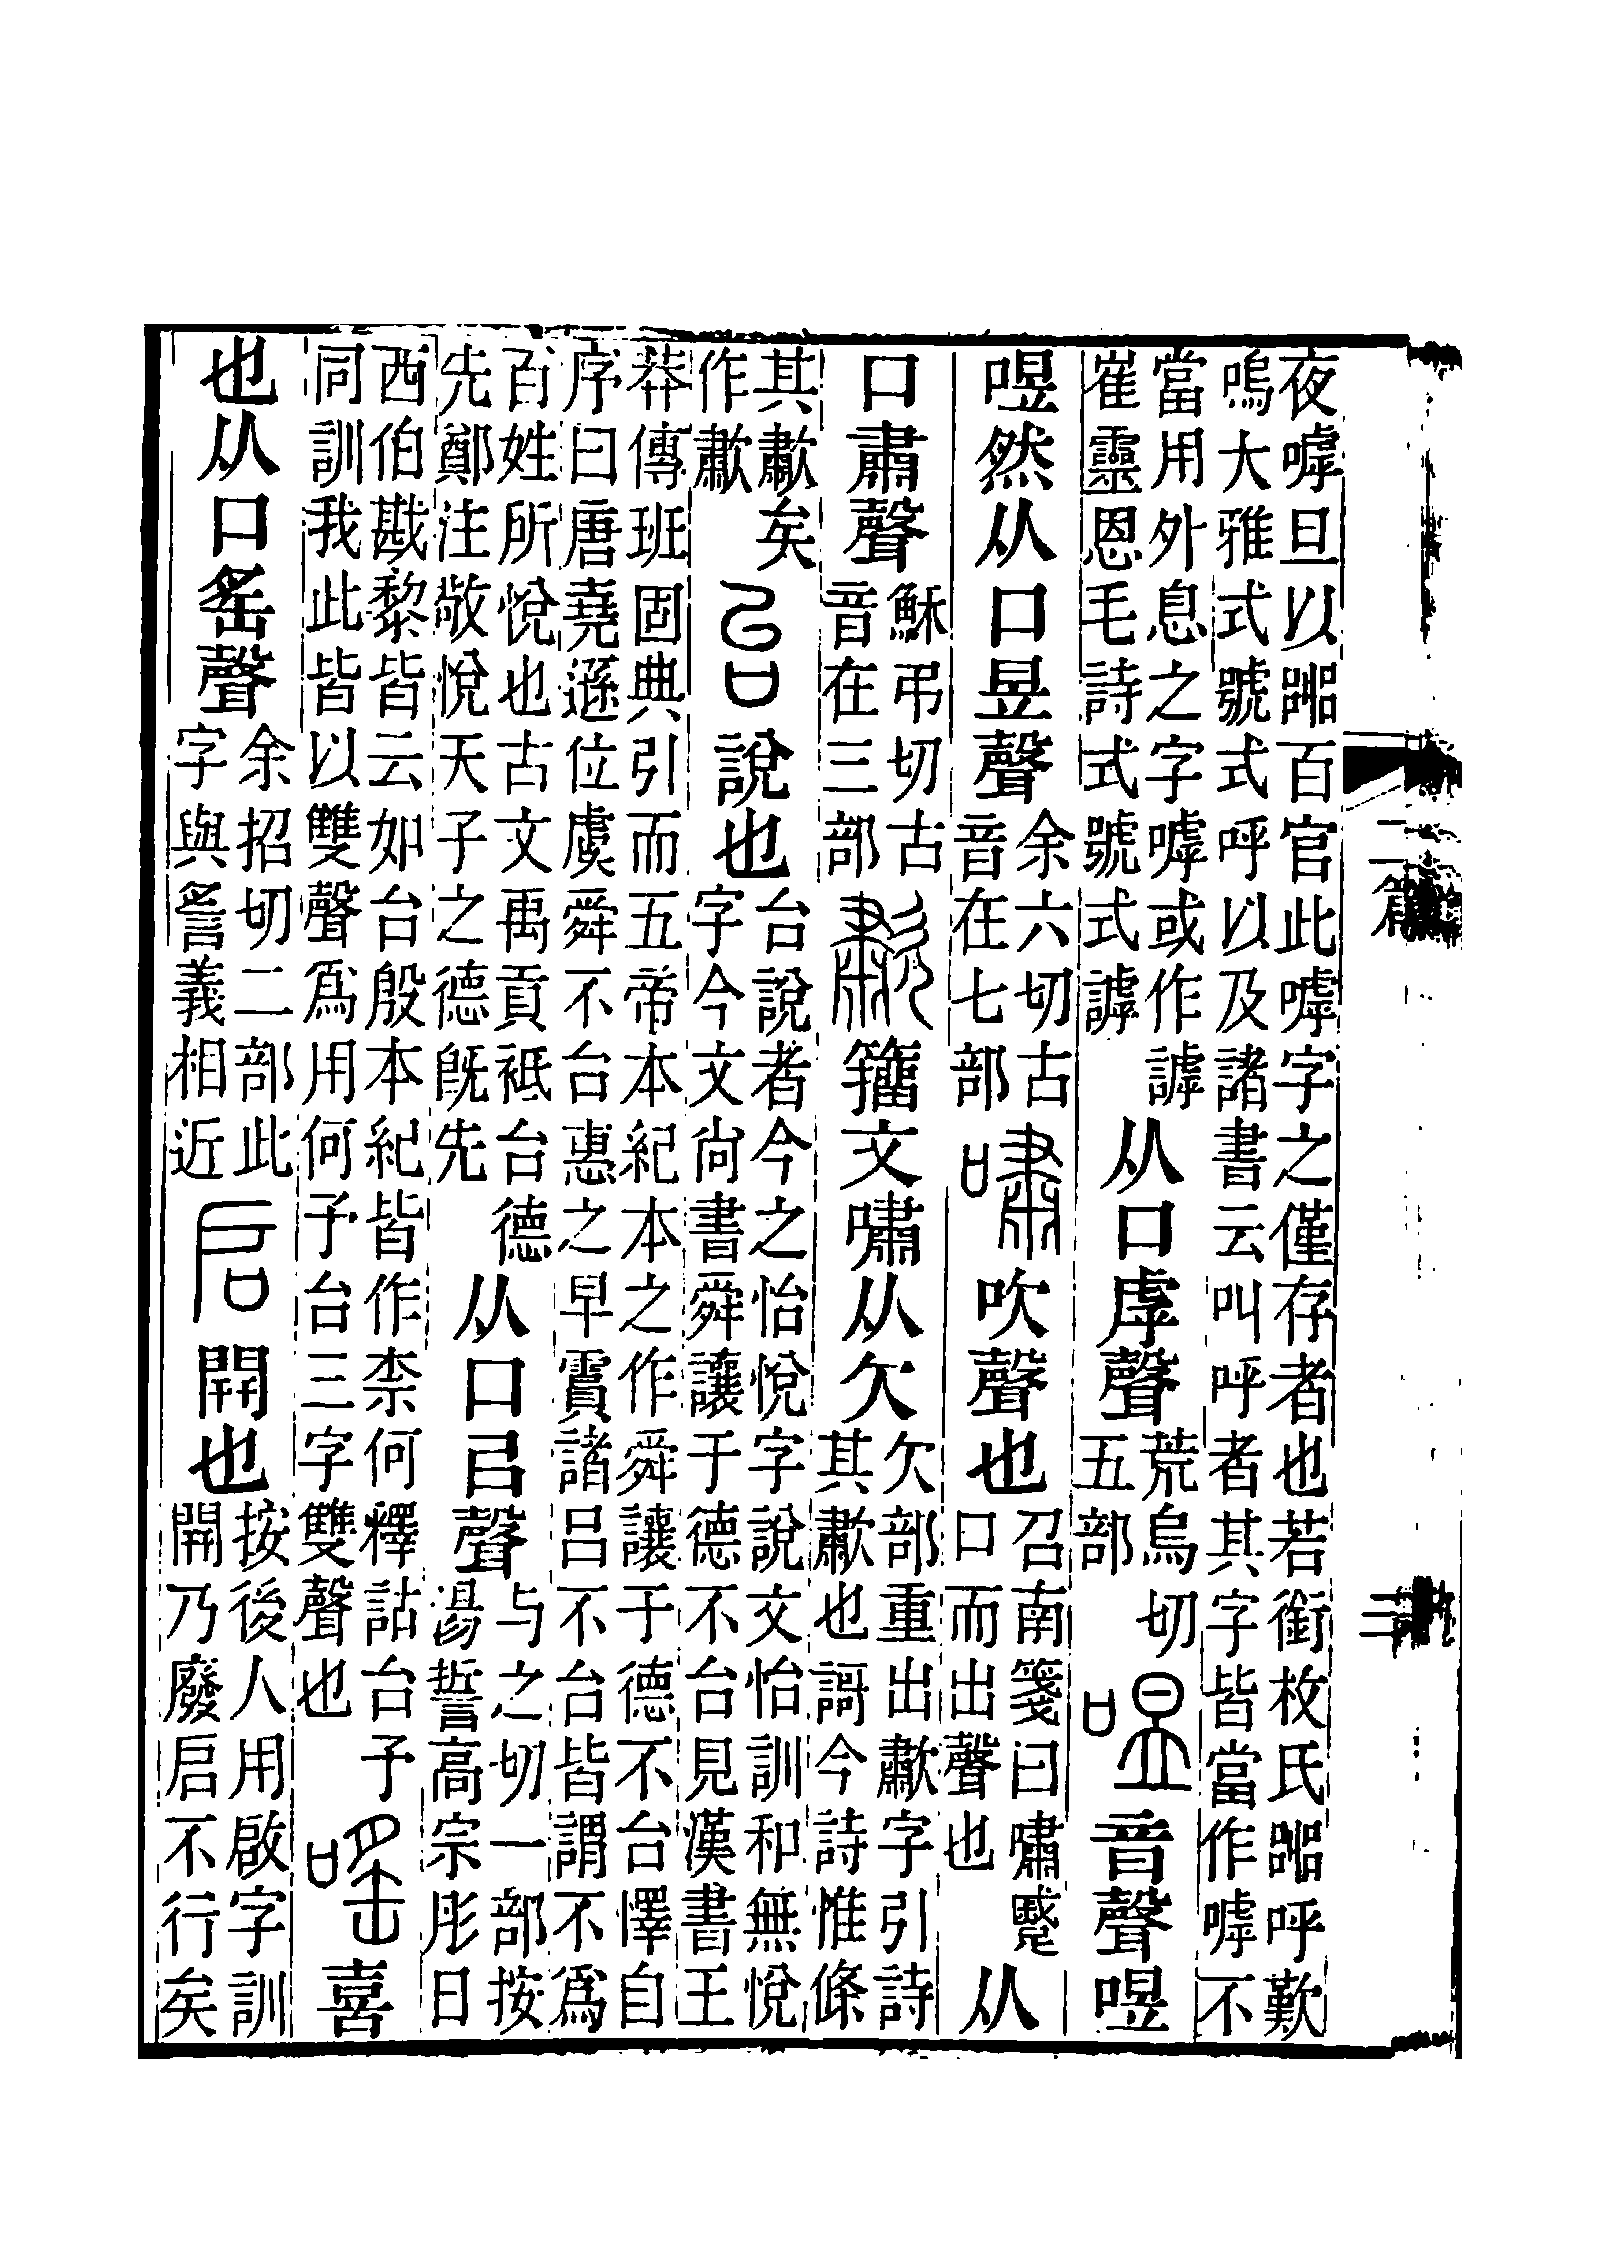 夜嘑旦以嘂百官此嘑字之僅存者也若銜枚氏嘂呼歎
嗚大雅式號式呼以及諸書云叫呼者其字皆當作嘑不
當用外息之字嘑或作謼
崔靈恩毛詩式號式謼
从口虖聲
荒烏切
五部
音聲喅
喅然从口昱聲
余六切古
音在七部
嘯
吹聲也
召南箋曰嘯蹙
口而出聲也
从
口肅聲
穌弔切古
音在三部
歗
籒文嘯从欠
欠部重出歗字引詩
其歗也謌今詩惟條
其歗矣
作歗
台
說也
台說者今之怡悅字說文怡訓和無悅
字今文尙書舜讓于德不台見漢書王
莽傳班固典引而五帝本紀本之作舜讓于德不台懌自
序曰唐堯遜位虞舜不台惠之早霣諸呂不台皆謂不爲
百姓所悅也古文禹貢祗台德
先鄭注敬悅天子之德旣先
从口㠯聲
与之切一部按
湯誓高宗肜日
西伯戡黎皆云如台殷本紀皆作柰何釋詁台予
同訓我此皆以雙聲爲用何予台三字雙聲也
喜
也从口䍃聲
余招切二部此
字與䚻義相近
启
開也
按後人用啟字訓
開乃廢启不行矣
二篇